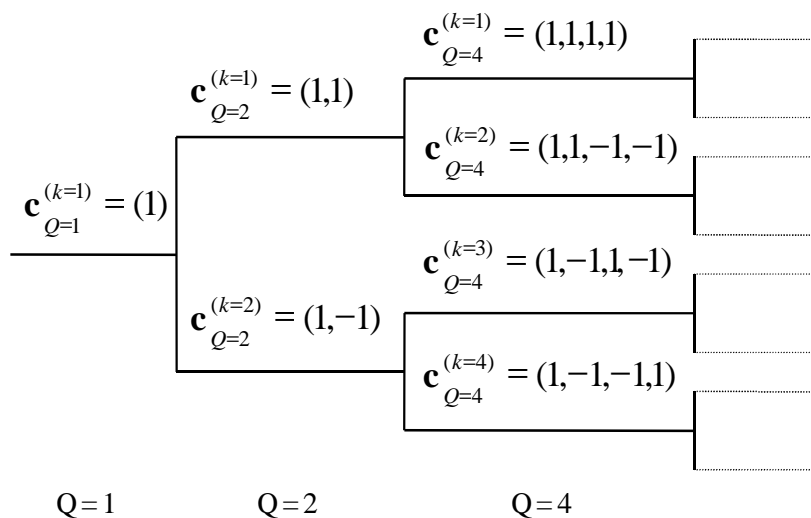 c_{Q=4}^{(k=1)} = (1,1,1,1)
c_{Q=2}^{(k=1)} = (1,1)
c_{Q=4}^{(k=2)} = (1,1,−1,−1)
c_{Q=1}^{(k=1)} = (1)
c_{Q=4}^{(k=3)} = (1,−1,1,−1)
c_{Q=2}^{(k=2)} = (1,−1)
c_{Q=4}^{(k=4)} = (1,−1,−1,1)
Q = 1 Q = 2 Q = 4